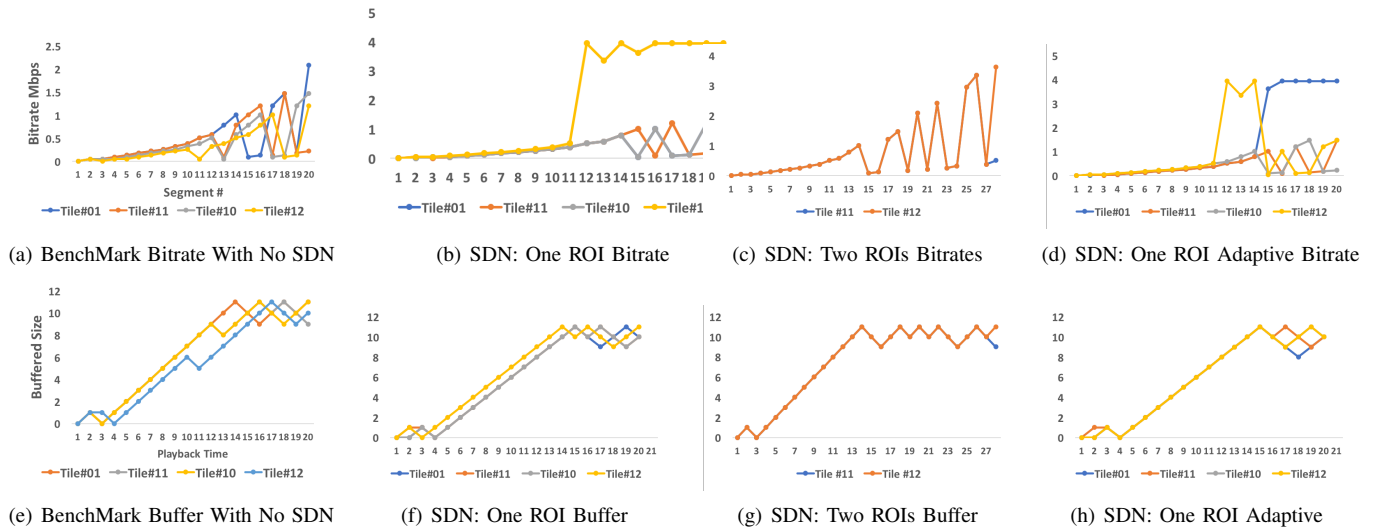 Bitrate Mbps
2.5
2
1.5
1
0.5
0
1 2 3 4 5 6 7 8 9 10 11 12 13 14 15 16 17 18 19 20
Segment #
Tile#01 Tile#11 Tile#10 Tile#12
(a) BenchMark Bitrate With No SDN
5
4
3
2
1
0
1 2 3 4 5 6 7 8 9 10 11 12 13 14 15 16 17 18
Tile#01 Tile#11 Tile#10 Tile#1
(b) SDN: One ROI Bitrate
4
3
2
1
0
1 3 5 7 9 11 13 15 17 19 21 23 25 27
Tile #11 Tile #12
(c) SDN: Two ROIs Bitrates
5
4
3
2
1
0
1 2 3 4 5 6 7 8 9 10 11 12 13 14 15 16 17 18 19 20
Tile#01 Tile#11 Tile#10 Tile#12
(d) SDN: One ROI Adaptive Bitrate
Buffered Size
12
10
8
6
4
2
0
1 2 3 4 5 6 7 8 9 10 11 12 13 14 15 16 17 18 19 20
Playback Time
Tile#01 Tile#11 Tile#10 Tile#12
(e) BenchMark Buffer With No SDN
12
10
8
6
4
2
0
1 2 3 4 5 6 7 8 9 10 11 12 13 14 15 16 17 18 19 20 21
Tile#01 Tile#11 Tile#10 Tile#12
(f) SDN: One ROI Buffer
12
10
8
6
4
2
0
1 3 5 7 9 11 13 15 17 19 21 23 25 27
Tile #11 Tile #12
(g) SDN: Two ROIs Buffer
12
10
8
6
4
2
0
1 2 3 4 5 6 7 8 9 10 11 12 13 14 15 16 17 18 19 20 21
Tile#01 Tile#11 Tile#10 Tile#12
(h) SDN: One ROI Adaptive